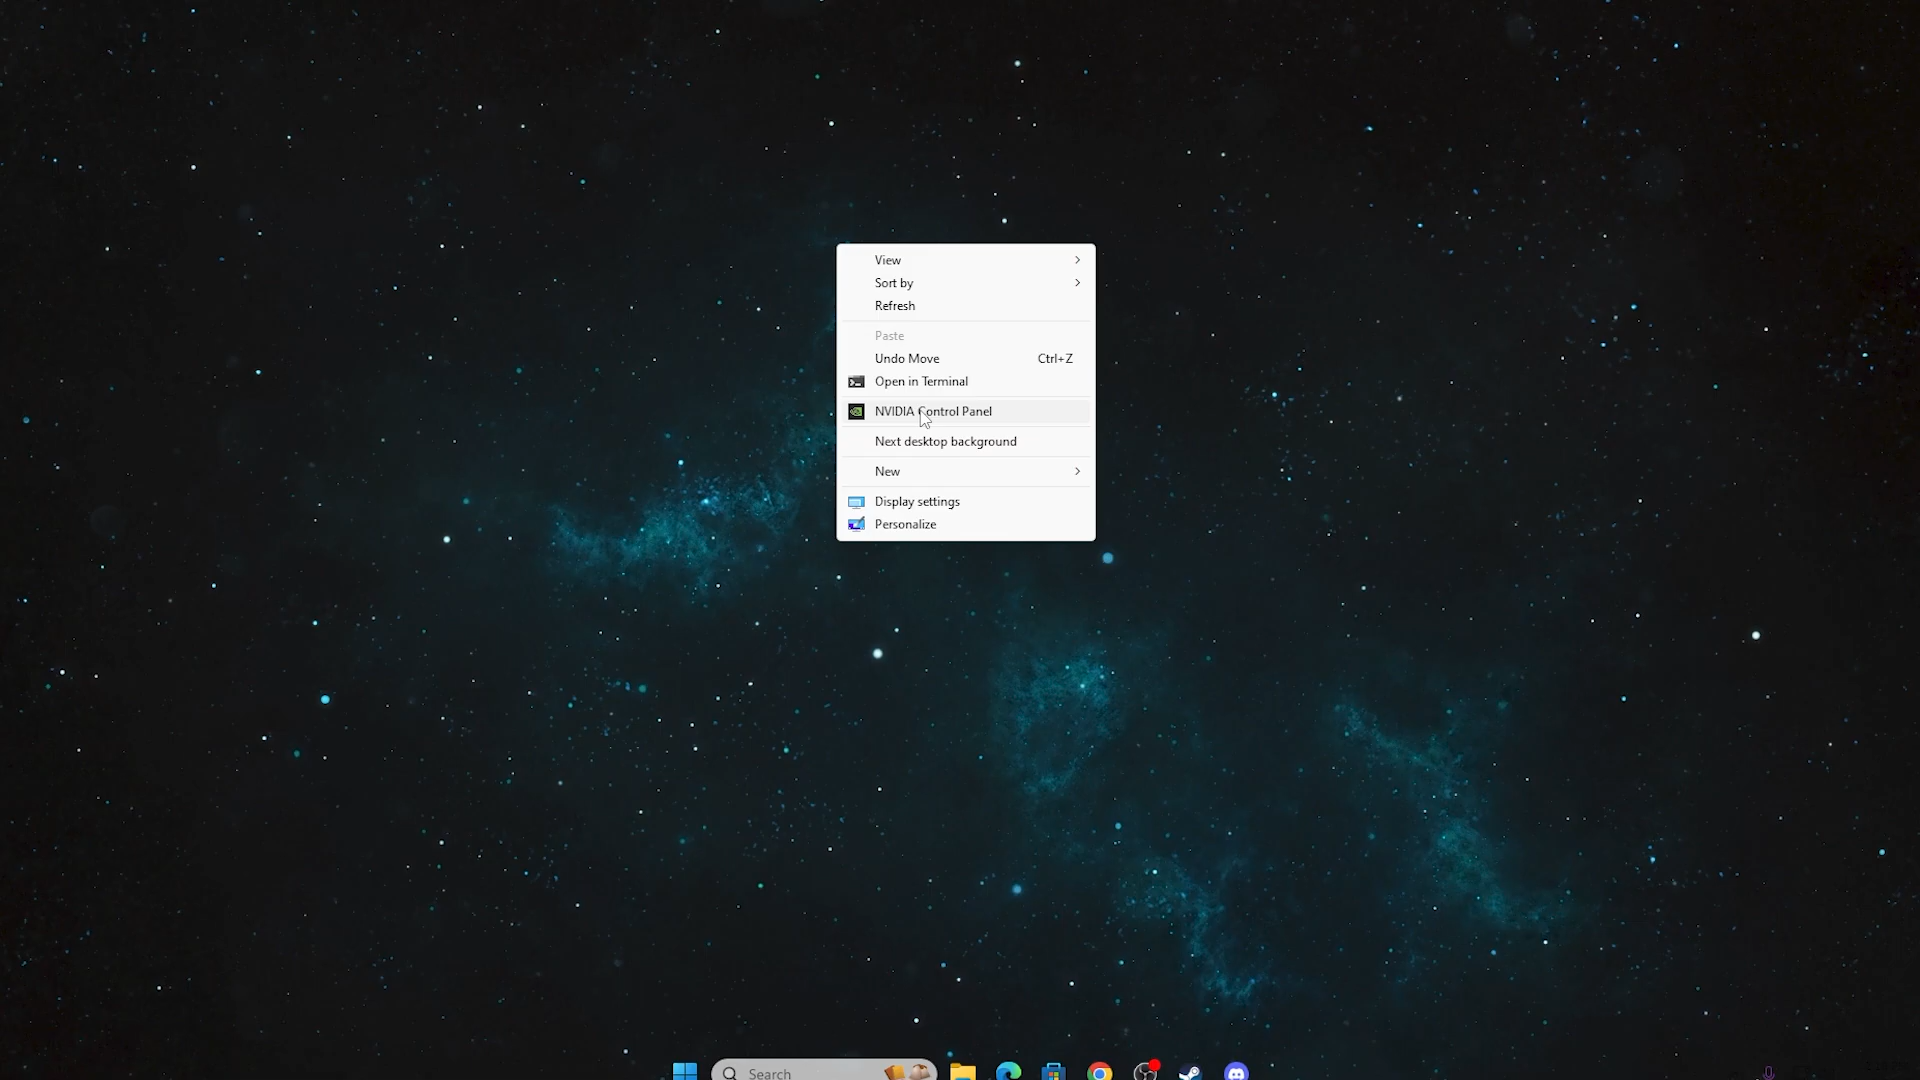 View
Sort by
Refresh
Paste
Undo Move Ctrl+Z
Open in Terminal
NVIDIA Control Panel
Next desktop background
New
Display settings
Personalize
Search